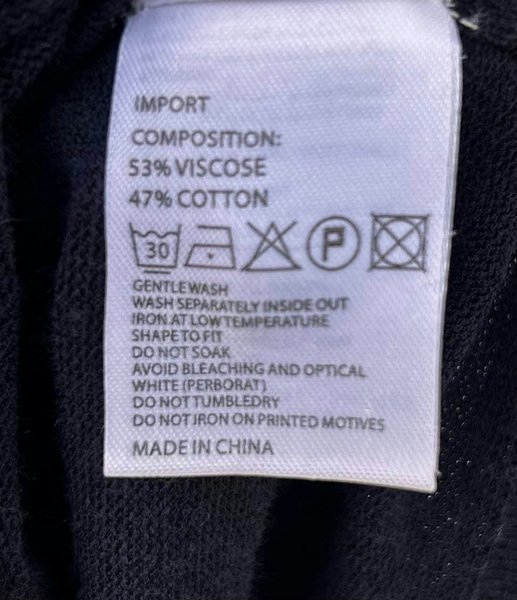 IMPORT
COMPOSITION:
53% VISCOSE
47% COTTON
30 P
GENTLE WASH
WASH SEPARATELY INSIDE OUT
IRON AT LOW TEMPERATURE
SHAPE TO FIT
DO NOT SOAK
AVOID BLEACHING AND OPTICAL
WHITE (PERBORAT)
DO NOT TUMBLEDRY
DO NOT IRON ON PRINTED MOTIVES
MADE IN CHINA